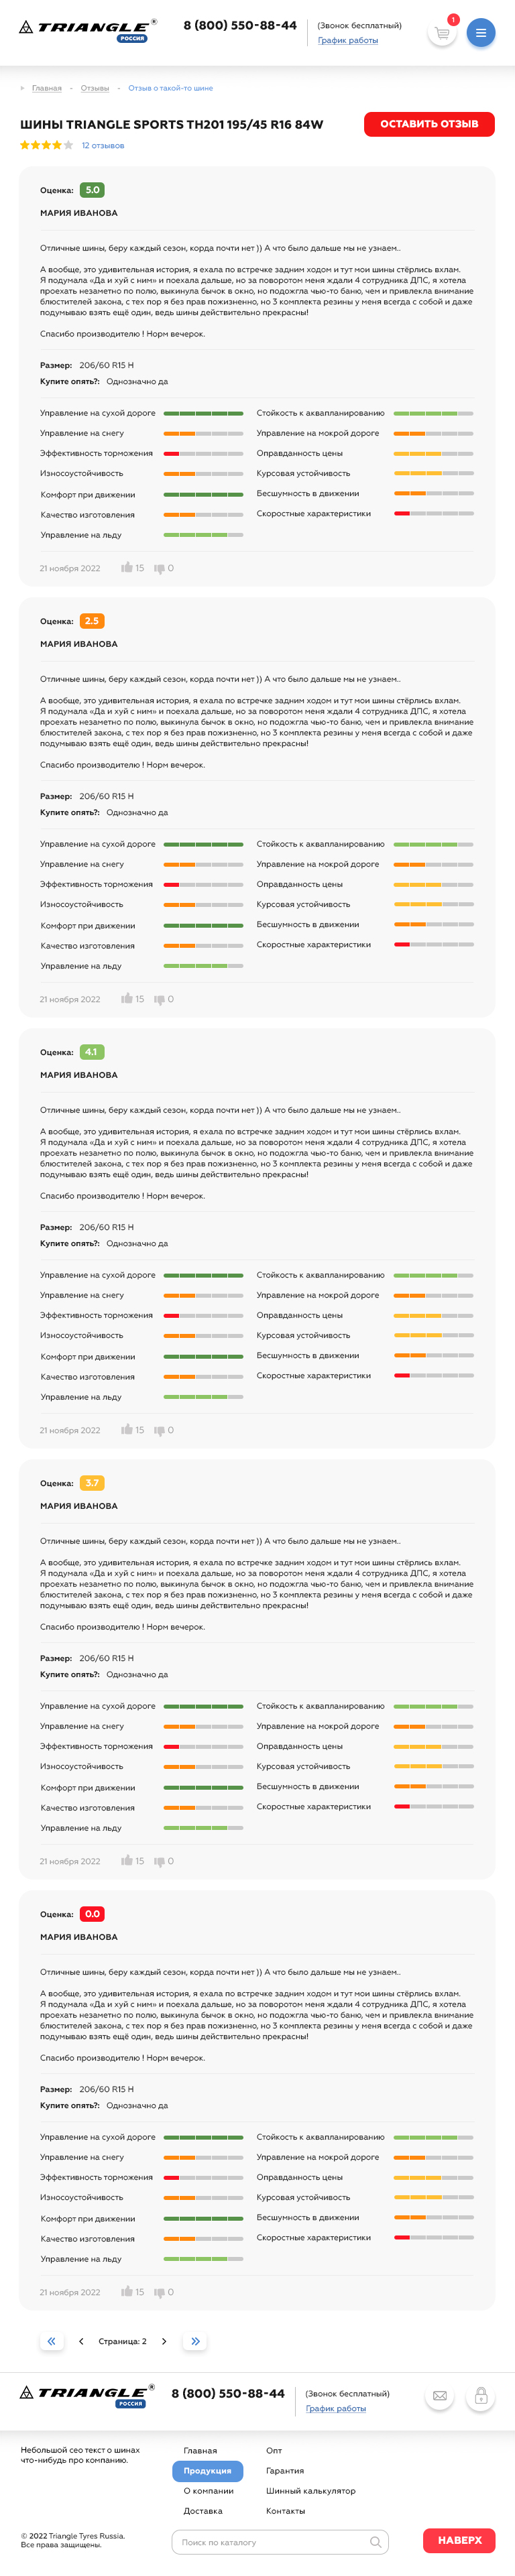 TRIANGLE®
РОССИЯ
8 (800) 550-88-44
(Звонок бесплатный)
График работы
1
Главная - Отзывы - Отзыв о такой-то шине
ШИНЫ TRIANGLE SPORTS TH201 195/45 R16 84W
ОСТАВИТЬ ОТЗЫВ
12 отзывов
Оценка: 5.0
МАРИЯ ИВАНОВА
Отличные шины, беру каждый сезон, корда почти нет )) А что было дальше мы не узнаем..
А вообще, это удивительная история, я ехала по встречке задним ходом и тут мои шины стёрлись вхлам.
Я подумала «Да и хуй с ним» и поехала дальше, но за поворотом меня ждали 4 сотрудника ДПС, я хотела
проехать незаметно по полю, выкинула бычок в окно, но подожгла чью-то баню, чем и привлекла внимание
блюстителей закона, с тех пор я без прав пожизненно, но 3 комплекта резины у меня всегда с собой и даже
подумываю взять ещё один, ведь шины действительно прекрасны!
Спасибо производителю ! Норм вечерок.
Размер: 206/60 R15 H
Купите опять?: Однозначно да
Управление на сухой дороге
Управление на снегу
Эффективность торможения
Износоустойчивость
Комфорт при движении
Качество изготовления
Управление на льду
Стойкость к аквапланированию
Управление на мокрой дороге
Оправданность цены
Курсовая устойчивость
Бесшумность в движении
Скоростные характеристики
21 ноября 2022 15 0
Оценка: 2.5
МАРИЯ ИВАНОВА
Отличные шины, беру каждый сезон, корда почти нет )) А что было дальше мы не узнаем..
А вообще, это удивительная история, я ехала по встречке задним ходом и тут мои шины стёрлись вхлам.
Я подумала «Да и хуй с ним» и поехала дальше, но за поворотом меня ждали 4 сотрудника ДПС, я хотела
проехать незаметно по полю, выкинула бычок в окно, но подожгла чью-то баню, чем и привлекла внимание
блюстителей закона, с тех пор я без прав пожизненно, но 3 комплекта резины у меня всегда с собой и даже
подумываю взять ещё один, ведь шины действительно прекрасны!
Спасибо производителю ! Норм вечерок.
Размер: 206/60 R15 H
Купите опять?: Однозначно да
Управление на сухой дороге
Управление на снегу
Эффективность торможения
Износоустойчивость
Комфорт при движении
Качество изготовления
Управление на льду
Стойкость к аквапланированию
Управление на мокрой дороге
Оправданность цены
Курсовая устойчивость
Бесшумность в движении
Скоростные характеристики
21 ноября 2022 15 0
Оценка: 4.1
МАРИЯ ИВАНОВА
Отличные шины, беру каждый сезон, корда почти нет )) А что было дальше мы не узнаем..
А вообще, это удивительная история, я ехала по встречке задним ходом и тут мои шины стёрлись вхлам.
Я подумала «Да и хуй с ним» и поехала дальше, но за поворотом меня ждали 4 сотрудника ДПС, я хотела
проехать незаметно по полю, выкинула бычок в окно, но подожгла чью-то баню, чем и привлекла внимание
блюстителей закона, с тех пор я без прав пожизненно, но 3 комплекта резины у меня всегда с собой и даже
подумываю взять ещё один, ведь шины действительно прекрасны!
Спасибо производителю ! Норм вечерок.
Размер: 206/60 R15 H
Купите опять?: Однозначно да
Управление на сухой дороге
Управление на снегу
Эффективность торможения
Износоустойчивость
Комфорт при движении
Качество изготовления
Управление на льду
Стойкость к аквапланированию
Управление на мокрой дороге
Оправданность цены
Курсовая устойчивость
Бесшумность в движении
Скоростные характеристики
21 ноября 2022 15 0
Оценка: 3.7
МАРИЯ ИВАНОВА
Отличные шины, беру каждый сезон, корда почти нет )) А что было дальше мы не узнаем..
А вообще, это удивительная история, я ехала по встречке задним ходом и тут мои шины стёрлись вхлам.
Я подумала «Да и хуй с ним» и поехала дальше, но за поворотом меня ждали 4 сотрудника ДПС, я хотела
проехать незаметно по полю, выкинула бычок в окно, но подожгла чью-то баню, чем и привлекла внимание
блюстителей закона, с тех пор я без прав пожизненно, но 3 комплекта резины у меня всегда с собой и даже
подумываю взять ещё один, ведь шины действительно прекрасны!
Спасибо производителю ! Норм вечерок.
Размер: 206/60 R15 H
Купите опять?: Однозначно да
Управление на сухой дороге
Управление на снегу
Эффективность торможения
Износоустойчивость
Комфорт при движении
Качество изготовления
Управление на льду
Стойкость к аквапланированию
Управление на мокрой дороге
Оправданность цены
Курсовая устойчивость
Бесшумность в движении
Скоростные характеристики
21 ноября 2022 15 0
Оценка: 0.0
МАРИЯ ИВАНОВА
Отличные шины, беру каждый сезон, корда почти нет )) А что было дальше мы не узнаем..
А вообще, это удивительная история, я ехала по встречке задним ходом и тут мои шины стёрлись вхлам.
Я подумала «Да и хуй с ним» и поехала дальше, но за поворотом меня ждали 4 сотрудника ДПС, я хотела
проехать незаметно по полю, выкинула бычок в окно, но подожгла чью-то баню, чем и привлекла внимание
блюстителей закона, с тех пор я без прав пожизненно, но 3 комплекта резины у меня всегда с собой и даже
подумываю взять ещё один, ведь шины действительно прекрасны!
Спасибо производителю ! Норм вечерок.
Размер: 206/60 R15 H
Купите опять?: Однозначно да
Управление на сухой дороге
Управление на снегу
Эффективность торможения
Износоустойчивость
Комфорт при движении
Качество изготовления
Управление на льду
Стойкость к аквапланированию
Управление на мокрой дороге
Оправданность цены
Курсовая устойчивость
Бесшумность в движении
Скоростные характеристики
21 ноября 2022 15 0
Страница: 2
TRIANGLE®
РОССИЯ
8 (800) 550-88-44
(Звонок бесплатный)
График работы
Небольшой сео текст о шинах
что-нибудь про компанию.
Главная
Продукция
О компании
Доставка
Опт
Гарантия
Шинный калькулятор
Контакты
© 2022 Triangle Tyres Russia.
Все права защищены.
Поиск по каталогу
НАВЕРХ